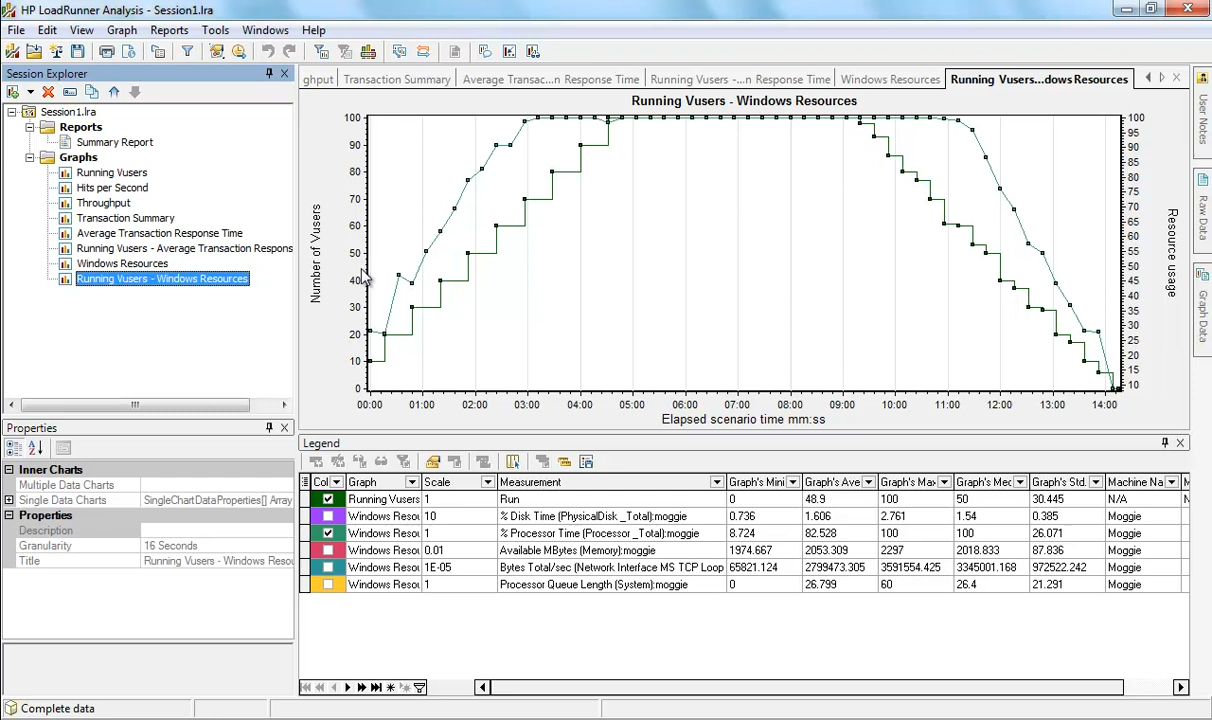 HP LoadRunner Analysis - Session1.lra
File Edit View Graph Reports Tools Windows Help
Session Explorer
Session1.lra
Reports
Summary Report
Graphs
Running Vusers
Hits per Second
Throughput
Transaction Summary
Average Transaction Response Time
Running Vusers - Average Transaction Respons
Windows Resources
Running Vusers - Windows Resources
Properties
Inner Charts
Multiple Data Charts
Single Data Charts SingleChartDataProperties[] Array
Properties
Description
Granularity 16 Seconds
Title Running Vusers - Windows Resou
ghput Transaction Summary Average Transac...n Response Time Running Vusers -...n Response Time Windows Resources Running Vusers...dows Resources
Running Vusers - Windows Resources
Number of Vusers
100
90
80
70
60
50
40
30
20
10
0
Resource usage
100
95
90
85
80
75
70
65
60
55
50
45
40
35
30
25
20
15
10
00:00 01:00 02:00 03:00 04:00 05:00 06:00 07:00 08:00 09:00 10:00 11:00 12:00 13:00 14:00
Elapsed scenario time mm:ss
User Notes
Raw Data
Graph Data
Legend
Col Graph Scale Measurement Graph's Mini Graph's Ave Graph's Max Graph's Mec Graph's Std. Machine Na M
Running Vusers 1 Run 0 48.9 100 50 30.445 N/A N
Windows Resou 10 % Disk Time (PhysicalDisk _Total):moggie 0.736 1.606 2.761 1.54 0.385 Moggie
Windows Resou 1 % Processor Time (Processor _Total):moggie 8.724 82.528 100 100 26.071 Moggie
Windows Resou 0.01 Available MBytes (Memory):moggie 1974.667 2053.309 2297 2018.833 87.836 Moggie
Windows Resou 1E-05 Bytes Total/sec (Network Interface MS TCP Loop 65821.124 2799473.305 3591554.425 3345001.168 972522.242 Moggie
Windows Resou 1 Processor Queue Length (System):moggie 0 26.799 60 26.4 21.291 Moggie
Complete data